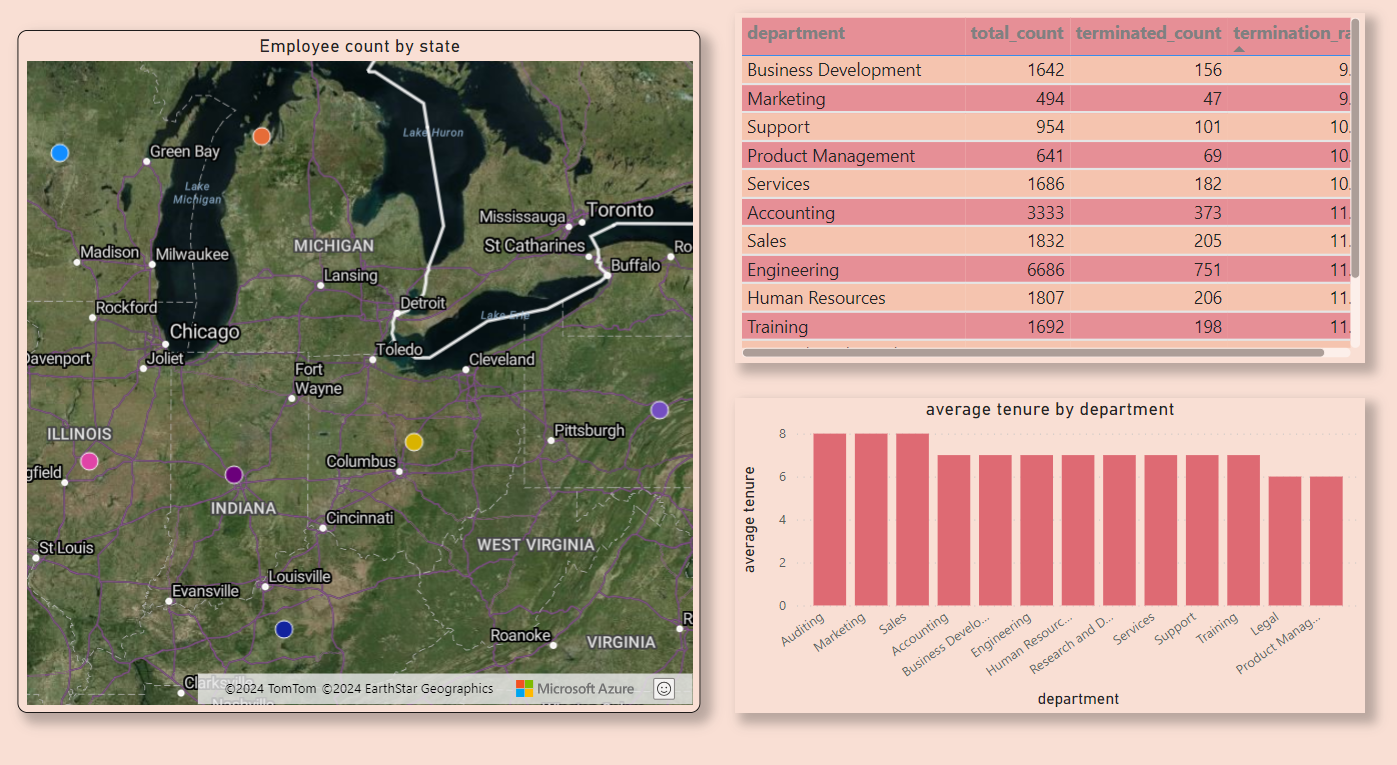 Employee count by state
Lake Huron
Green Bay
Lake
Michigan
Toronto
Mississauga
MICHIGAN
St Catharines
Madison
Milwaukee
Buffalo
Lansing
Rockford
Detroit
Lake Erie
Chicago
Toledo
Joliet
Cleveland
Fort
Wayne
Pittsburgh
ILLINOIS
Columbus
INDIANA
Cincinnati
St Louis
WEST VIRGINIA
Louisville
Evansville
Roanoke
VIRGINIA
©2024 TomTom ©2024 EarthStar Geographics Microsoft Azure
department total_count terminated_count termination_ra
Business Development 1642 156 9.
Marketing 494 47 9.
Support 954 101 10.
Product Management 641 69 10.
Services 1686 182 10.
Accounting 3333 373 11.
Sales 1832 205 11.
Engineering 6686 751 11.
Human Resources 1807 206 11.
Training 1692 198 11.
average tenure by department
average tenure
8
6
4
2
0
Auditing
Marketing
Sales
Accounting
Business Develo...
Engineering
Human Resourc...
Research and D...
Services
Support
Training
Legal
Product Manag...
department